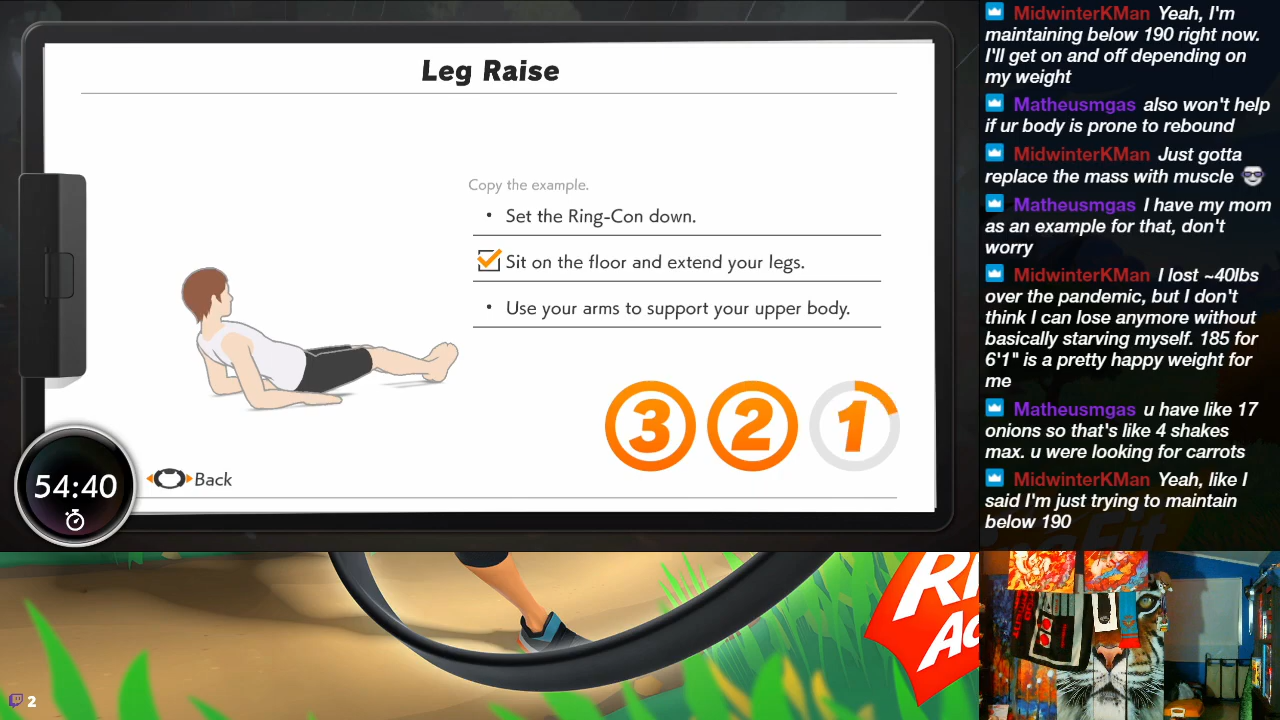 Leg Raise
Copy the example.
• Set the Ring-Con down.
Sit on the floor and extend your legs.
• Use your arms to support your upper body.
3 2 1
54:40
Back
2
MidwinterKMan Yeah, I'm
maintaining below 190 right now.
I'll get on and off depending on
my weight
Matheusmgas also won't help
if ur body is prone to rebound
MidwinterKMan Just gotta
replace the mass with muscle
Matheusmgas I have my mom
as an example for that, don't
worry
MidwinterKMan I lost ~40lbs
over the pandemic, but I don't
think I can lose anymore without
basically starving myself. 185 for
6'1" is a pretty happy weight for
me
Matheusmgas u have like 17
onions so that's like 4 shakes
max. u were looking for carrots
MidwinterKMan Yeah, like I
said I'm just trying to maintain
below 190